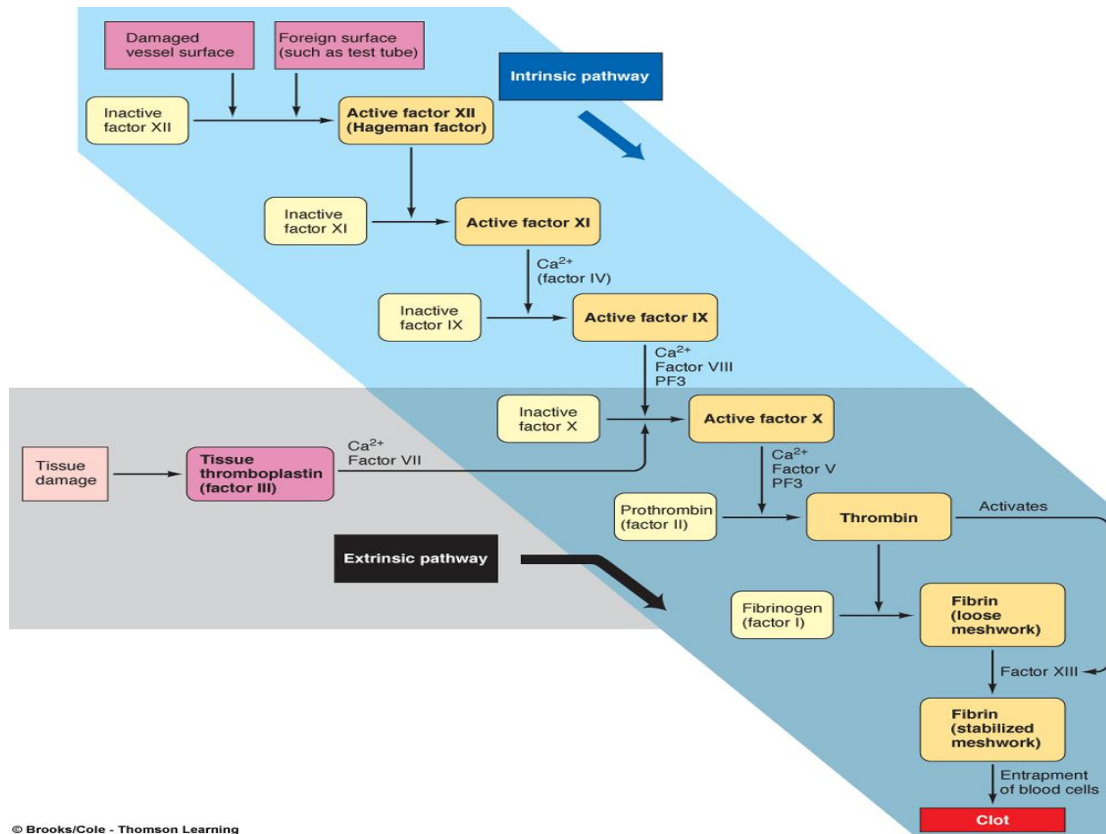 Damaged
vessel surface
Foreign surface
(such as test tube)
Intrinsic pathway
Inactive
factor XII
Active factor XII
(Hageman factor)
Inactive
factor XI
Active factor XI
Ca²⁺
(factor IV)
Inactive
factor IX
Active factor IX
Ca²⁺
Factor VIII
PF3
Inactive
factor X
Active factor X
Tissue
damage
Tissue
thromboplastin
(factor III)
Ca²⁺
Factor VII
Ca²⁺
Factor V
PF3
Prothrombin
(factor II)
Thrombin
Activates
Extrinsic pathway
Fibrinogen
(factor I)
Fibrin
(loose
meshwork)
Factor XIII
Fibrin
(stabilized
meshwork)
Entrapment
of blood cells
Clot
© Brooks/Cole - Thomson Learning